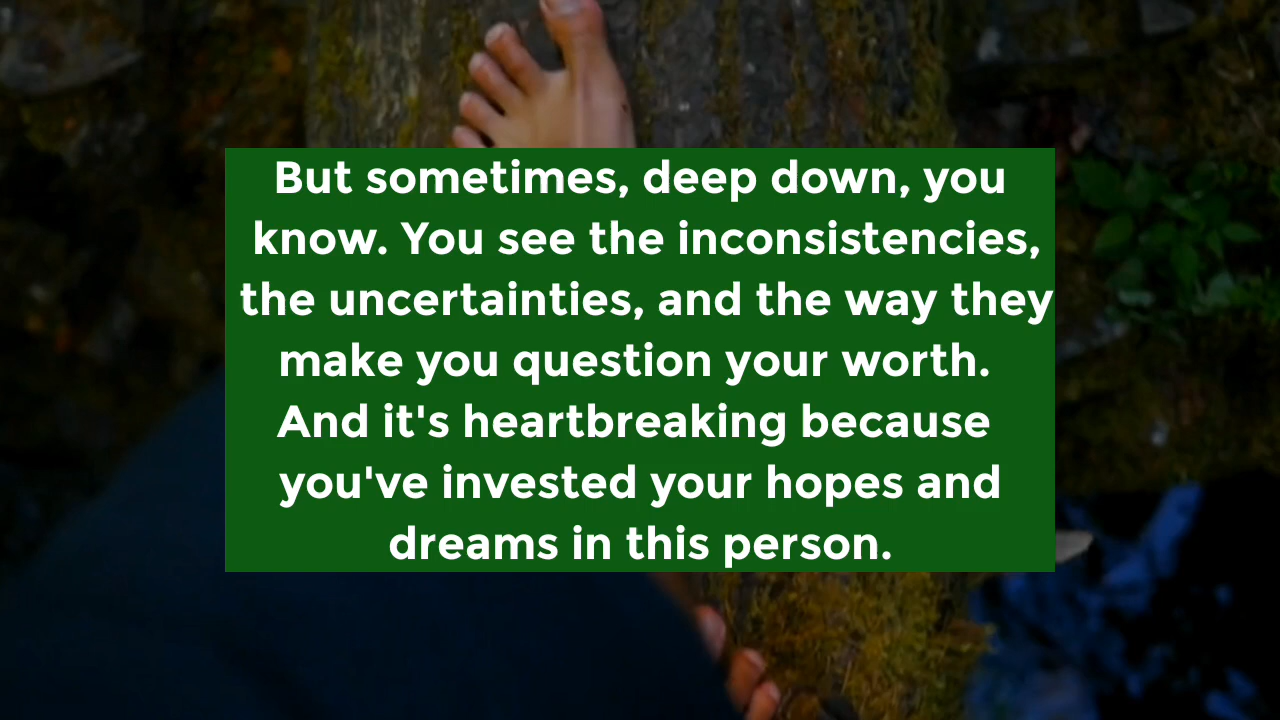 But sometimes, deep down, you
know. You see the inconsistencies,
the uncertainties, and the way they
make you question your worth.
And it's heartbreaking because
you've invested your hopes and
dreams in this person.